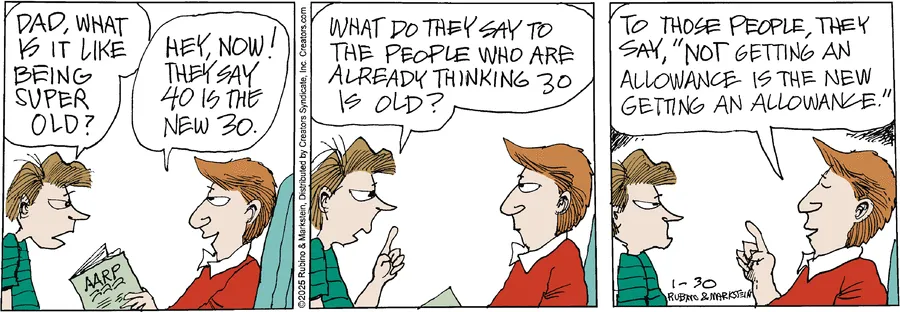 DAD, WHAT
IS IT LIKE
BEING
SUPER
OLD?
HEY, NOW!
THEY SAY
40 IS THE
NEW 30.
AARP
©2025 Rubino & Markstein, Distributed by Creators Syndicate, Inc. Creators.com
WHAT DO THEY SAY TO
THE PEOPLE WHO ARE
ALREADY THINKING 30
IS OLD?
TO THOSE PEOPLE, THEY
SAY, "NOT GETTING AN
ALLOWANCE IS THE NEW
GETTING AN ALLOWANCE."
1-30
RUBINO & MARKSTEIN